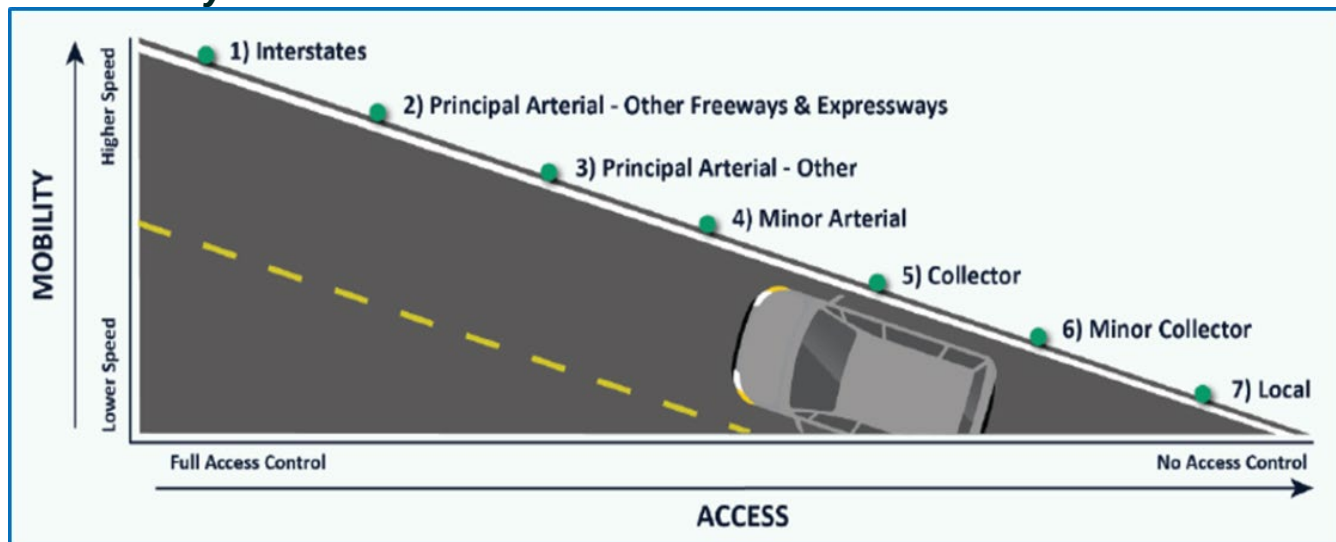 1) Interstates
2) Principal Arterial - Other Freeways & Expressways
3) Principal Arterial - Other
4) Minor Arterial
5) Collector
6) Minor Collector
7) Local
MOBILITY
Higher Speed
Lower Speed
Full Access Control
No Access Control
ACCESS